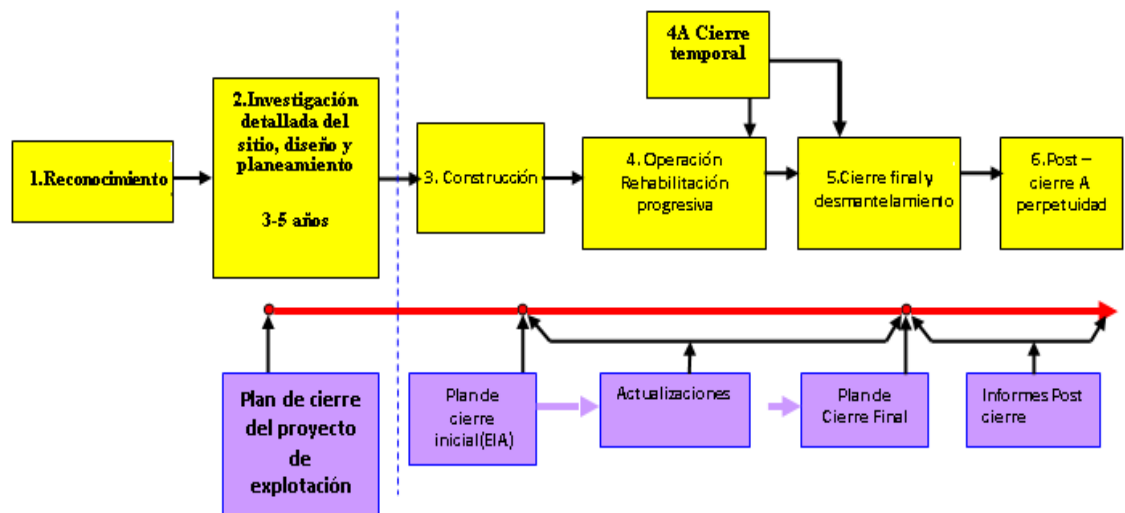 4A Cierre
temporal
1.Reconocimiento
2.Investigación
detallada del
sitio, diseño y
planeamiento
3-5 años
3. Construcción
4. Operación
Rehabilitación
progresiva
5.Cierre final y
desmantelamiento
6.Post –
cierre A
perpetuidad
Plan de cierre
del proyecto
de
explotación
Plan de
cierre
inicial(EIA)
Actualizaciones
Plan de
Cierre Final
Informes Post
cierre